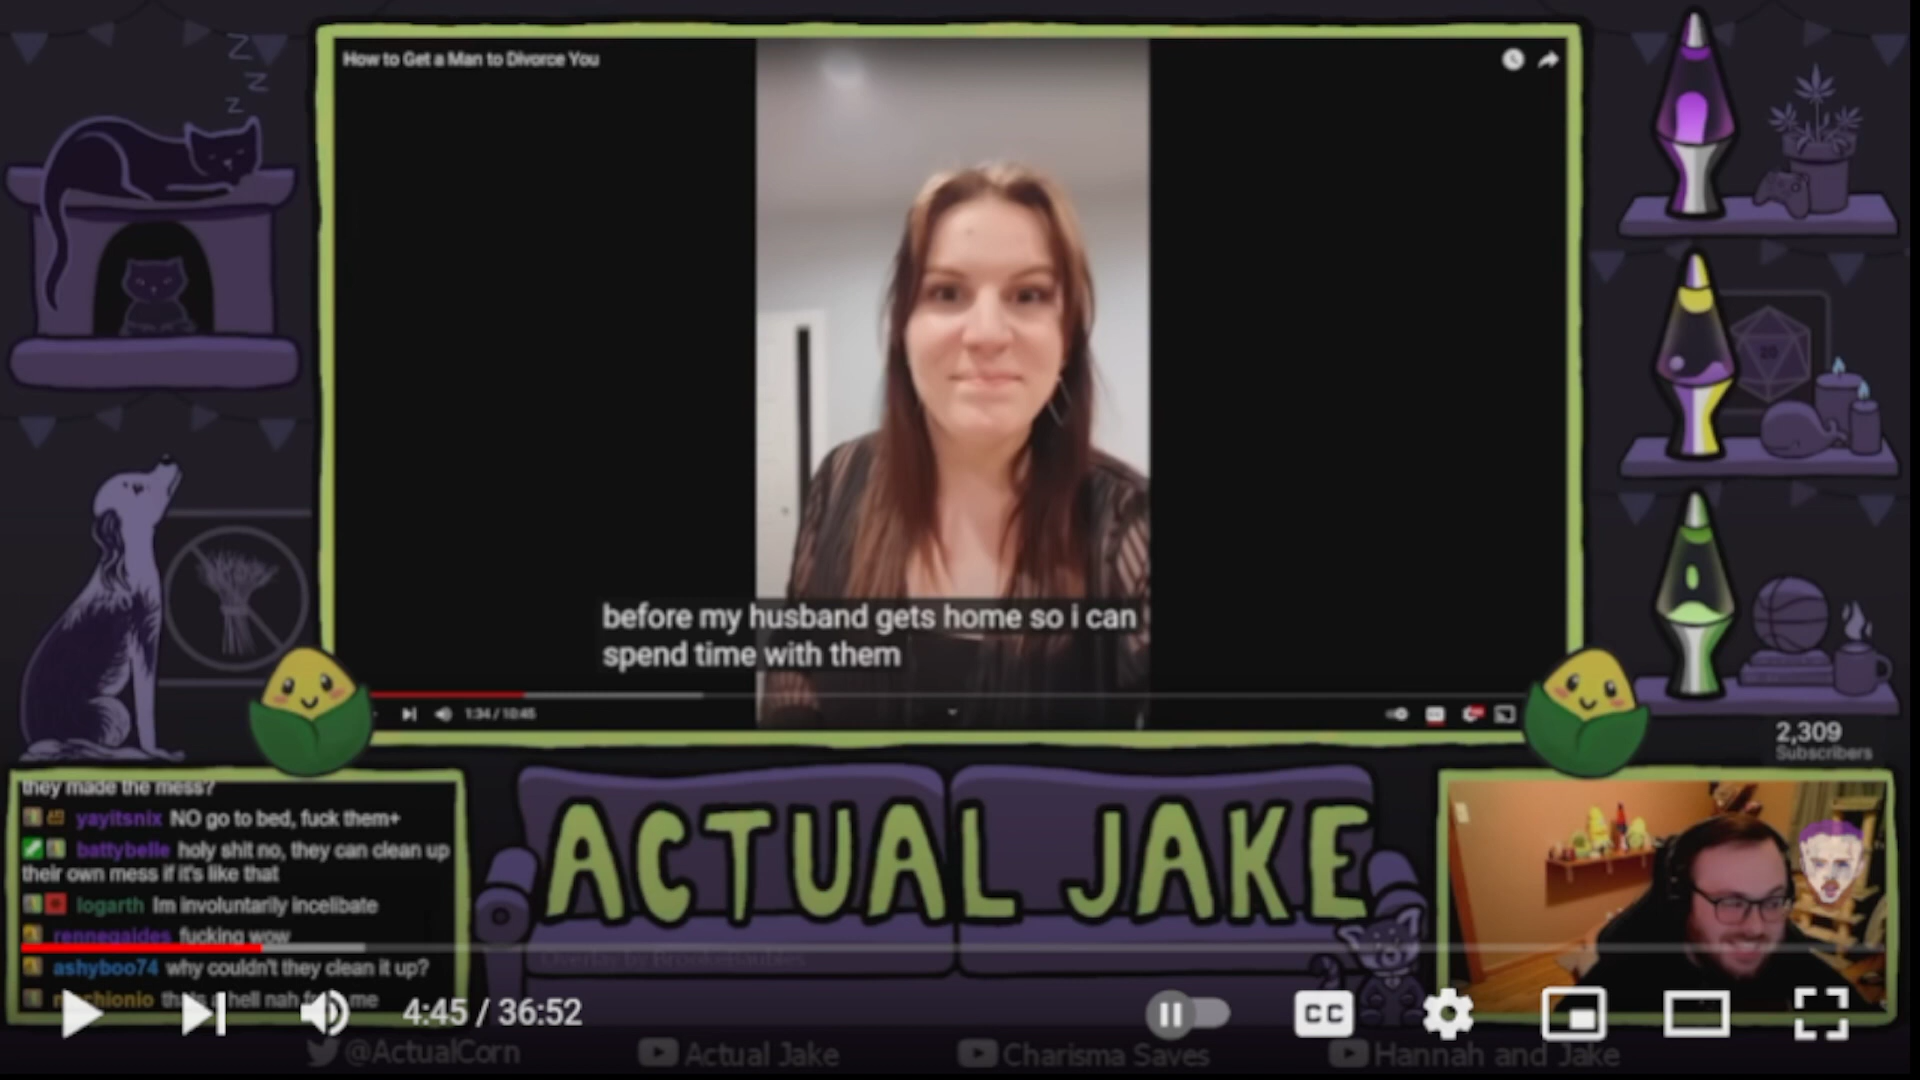 How to Get a Man to Divorce You
Z
Z
Z
20
before my husband gets home so i can
spend time with them
1:34 / 10:45
2,309
Subscribers
they made the mess?
yayitsnix NO go to bed, fuck them+
battybelle holy shit no, they can clean up
their own mess if it's like that
logarth Im involuntarily incelibate
rennegaides fucking wow
ashyboo74 why couldn't they clean it up?
hell nah me
ACTUAL JAKE
4:45 / 36:52
CC
@ActualCorn
Actual Jake
Charisma Saves
Hannah and Jake